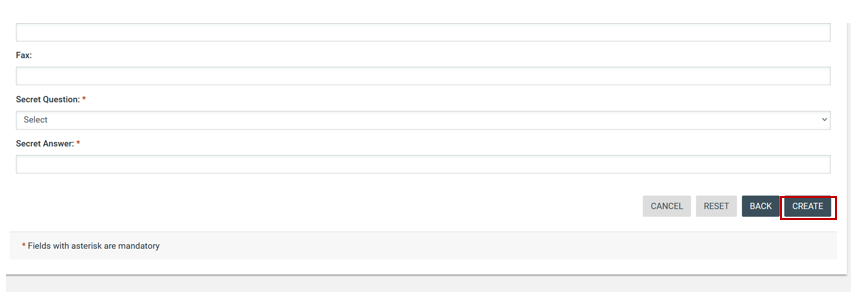 Fax:
Secret Question: *
Select
Secret Answer: *
CANCEL RESET BACK CREATE
* Fields with asterisk are mandatory